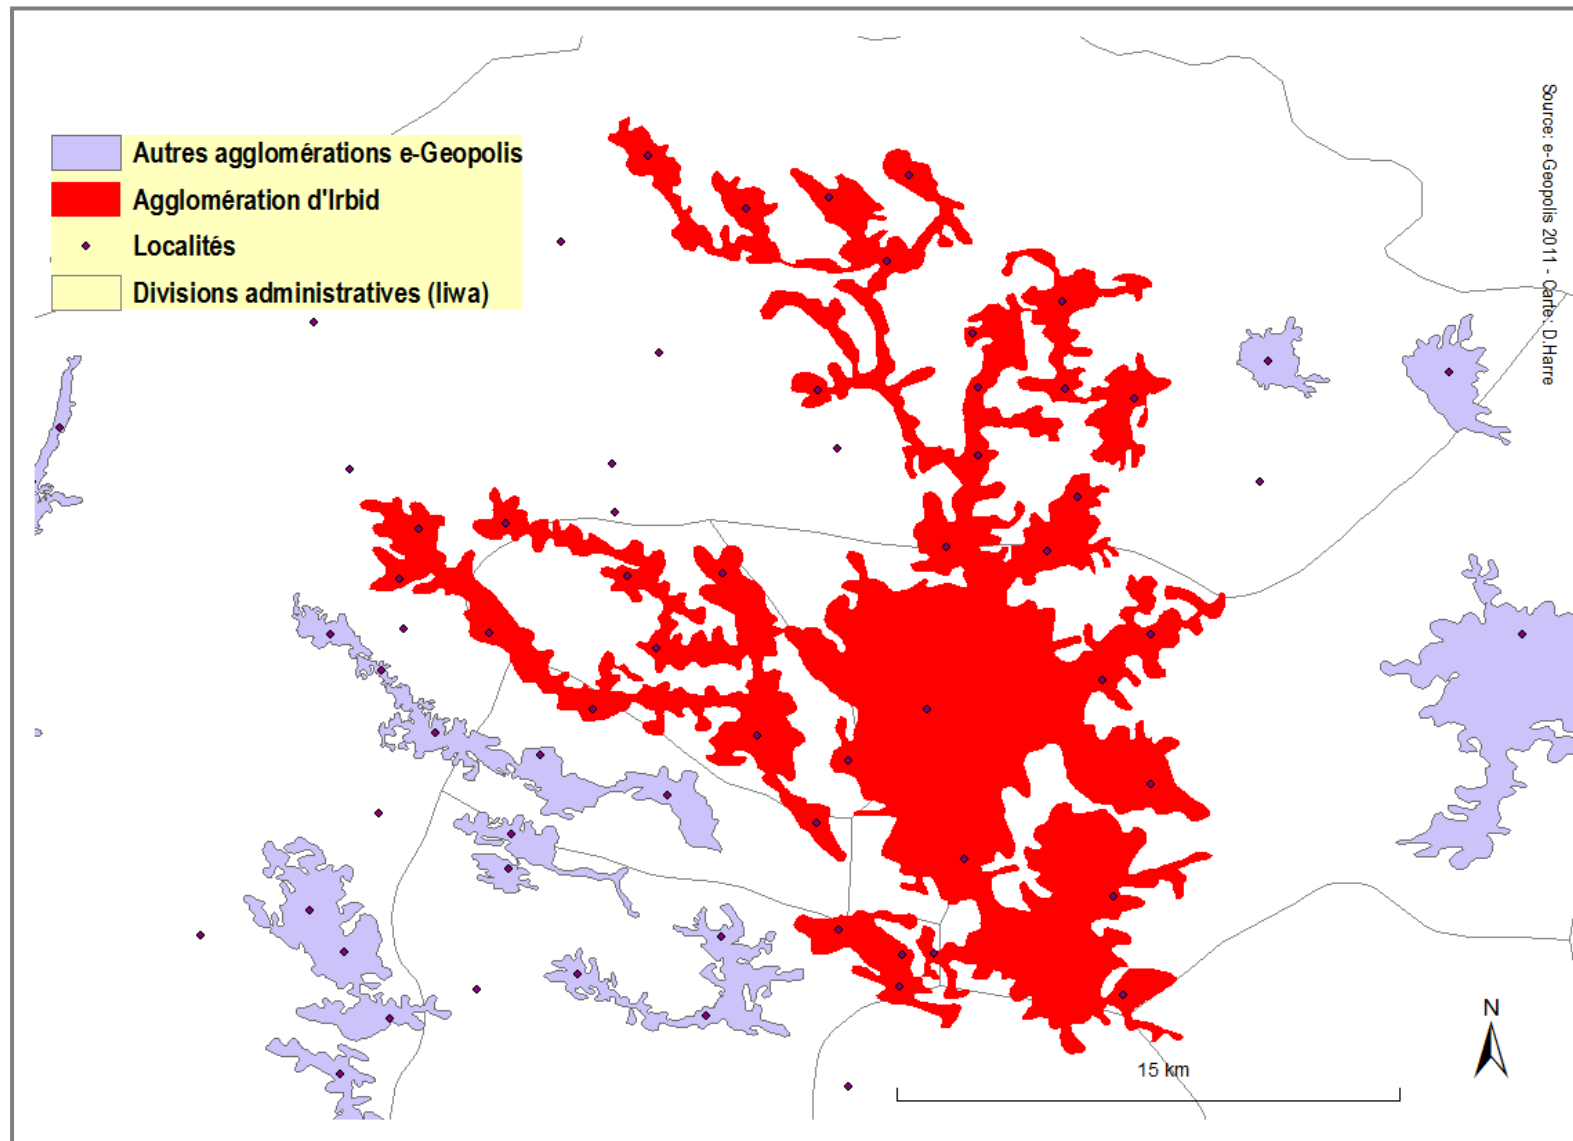 Autres agglomérations e-Geopolis
Agglomération d'Irbid
Localités
Divisions administratives (liwa)
Source: e-Geopolis 2011 - Carte: D.Harre
N
15 km